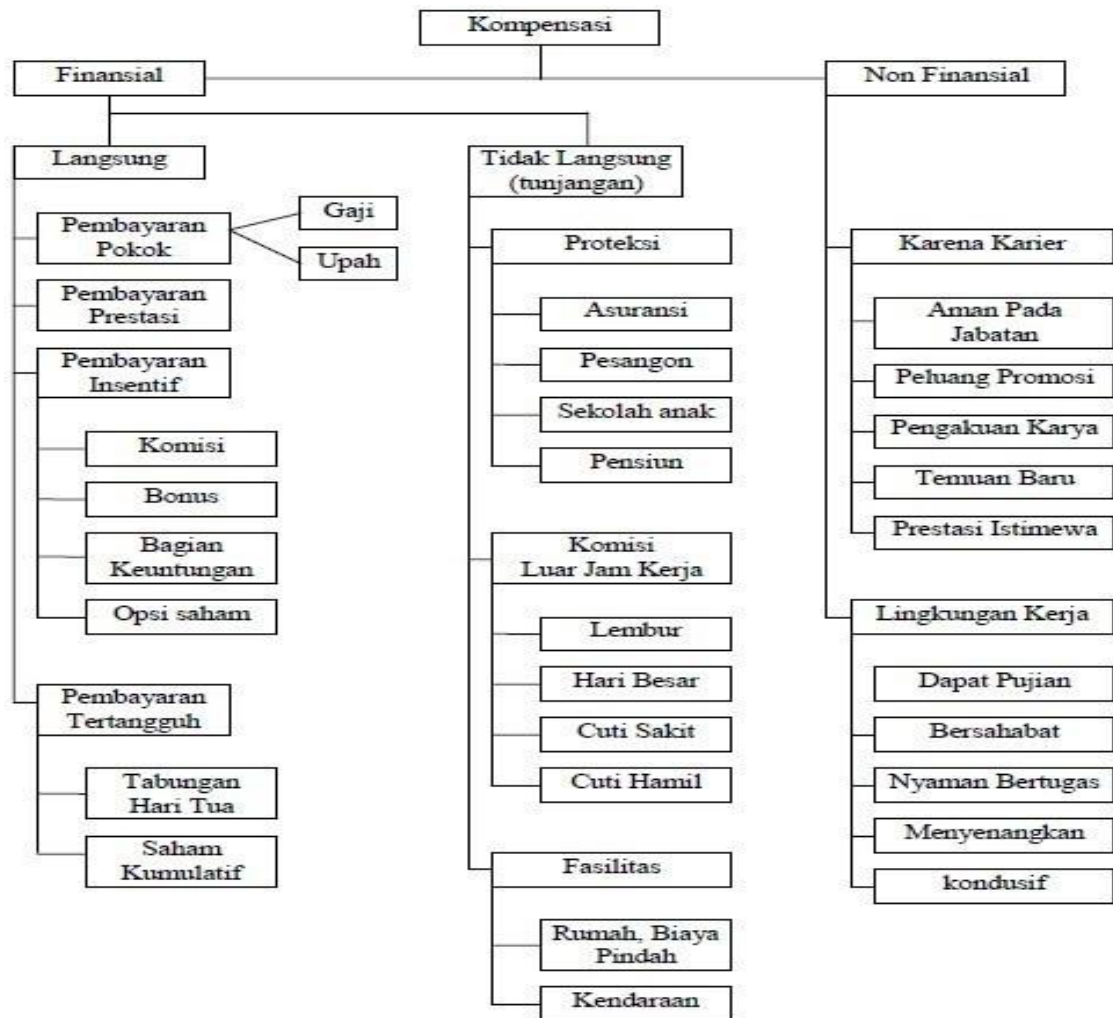 Kompensasi
Finansial
Non Finansial
Langsung
Tidak Langsung
(tunjangan)
Pembayaran
Pokok
Gaji
Upah
Pembayaran
Prestasi
Pembayaran
Insentif
Komisi
Bonus
Bagian
Keuntungan
Opsi saham
Pembayaran
Tertangguh
Tabungan
Hari Tua
Saham
Kumulatif
Proteksi
Asuransi
Pesangon
Sekolah anak
Pensiun
Komisi
Luar Jam Kerja
Lembur
Hari Besar
Cuti Sakit
Cuti Hamil
Fasilitas
Rumah, Biaya
Pindah
Kendaraan
Karena Karier
Aman Pada
Jabatan
Peluang Promosi
Pengakuan Karya
Temuan Baru
Prestasi Istimewa
Lingkungan Kerja
Dapat Pujian
Bersahabat
Nyaman Bertugas
Menyenangkan
kondusif